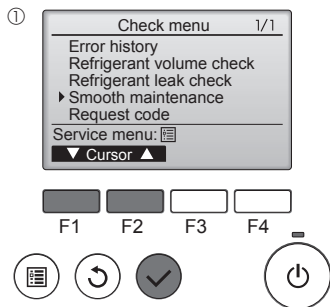 ①
Check menu 1/1
Error history
Refrigerant volume check
Refrigerant leak check
Smooth maintenance
Request code
Service menu:
▼ Cursor ▲
F1 F2 F3 F4